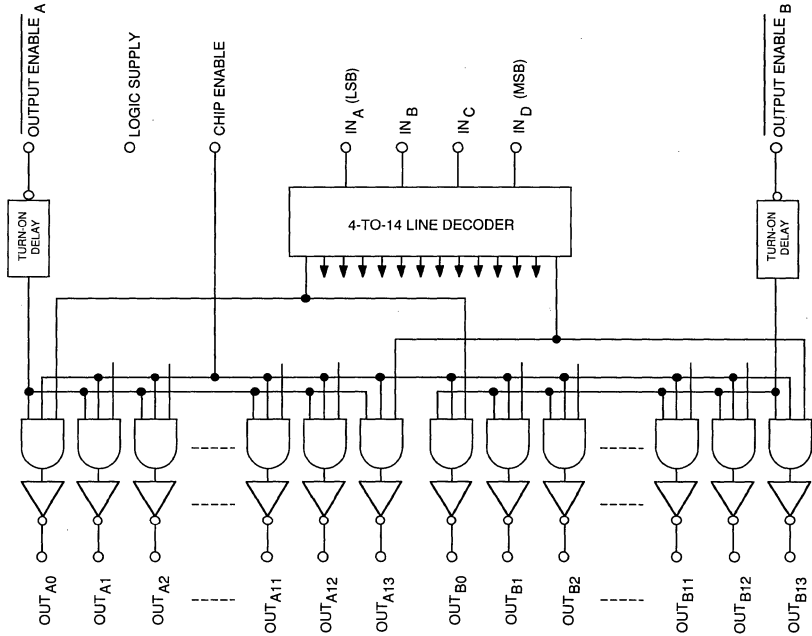 OUTPUT ENABLE A
LOGIC SUPPLY
CHIP ENABLE
IN A (LSB)
IN B
IN C
IN D (MSB)
OUTPUT ENABLE B
TURN-ON
DELAY
4-TO-14 LINE DECODER
TURN-ON
DELAY
OUT A0
OUT A1
OUT A2
OUT A11
OUT A12
OUT A13
OUT B0
OUT B1
OUT B2
OUT B11
OUT B12
OUT B13